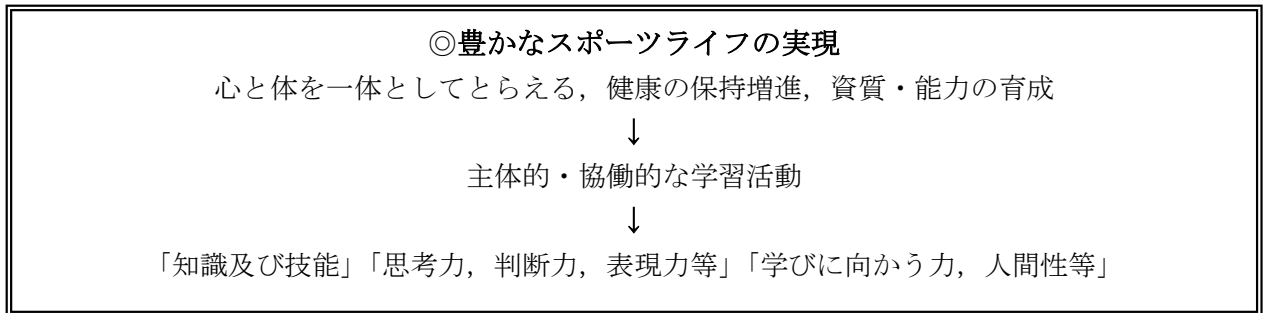 ◎豊かなスポーツライフの実現
心と体を一体としてとらえる，健康の保持増進，資質・能力の育成
↓
主体的・協働的な学習活動
↓
「知識及び技能」「思考力，判断力，表現力等」「学びに向かう力，人間性等」